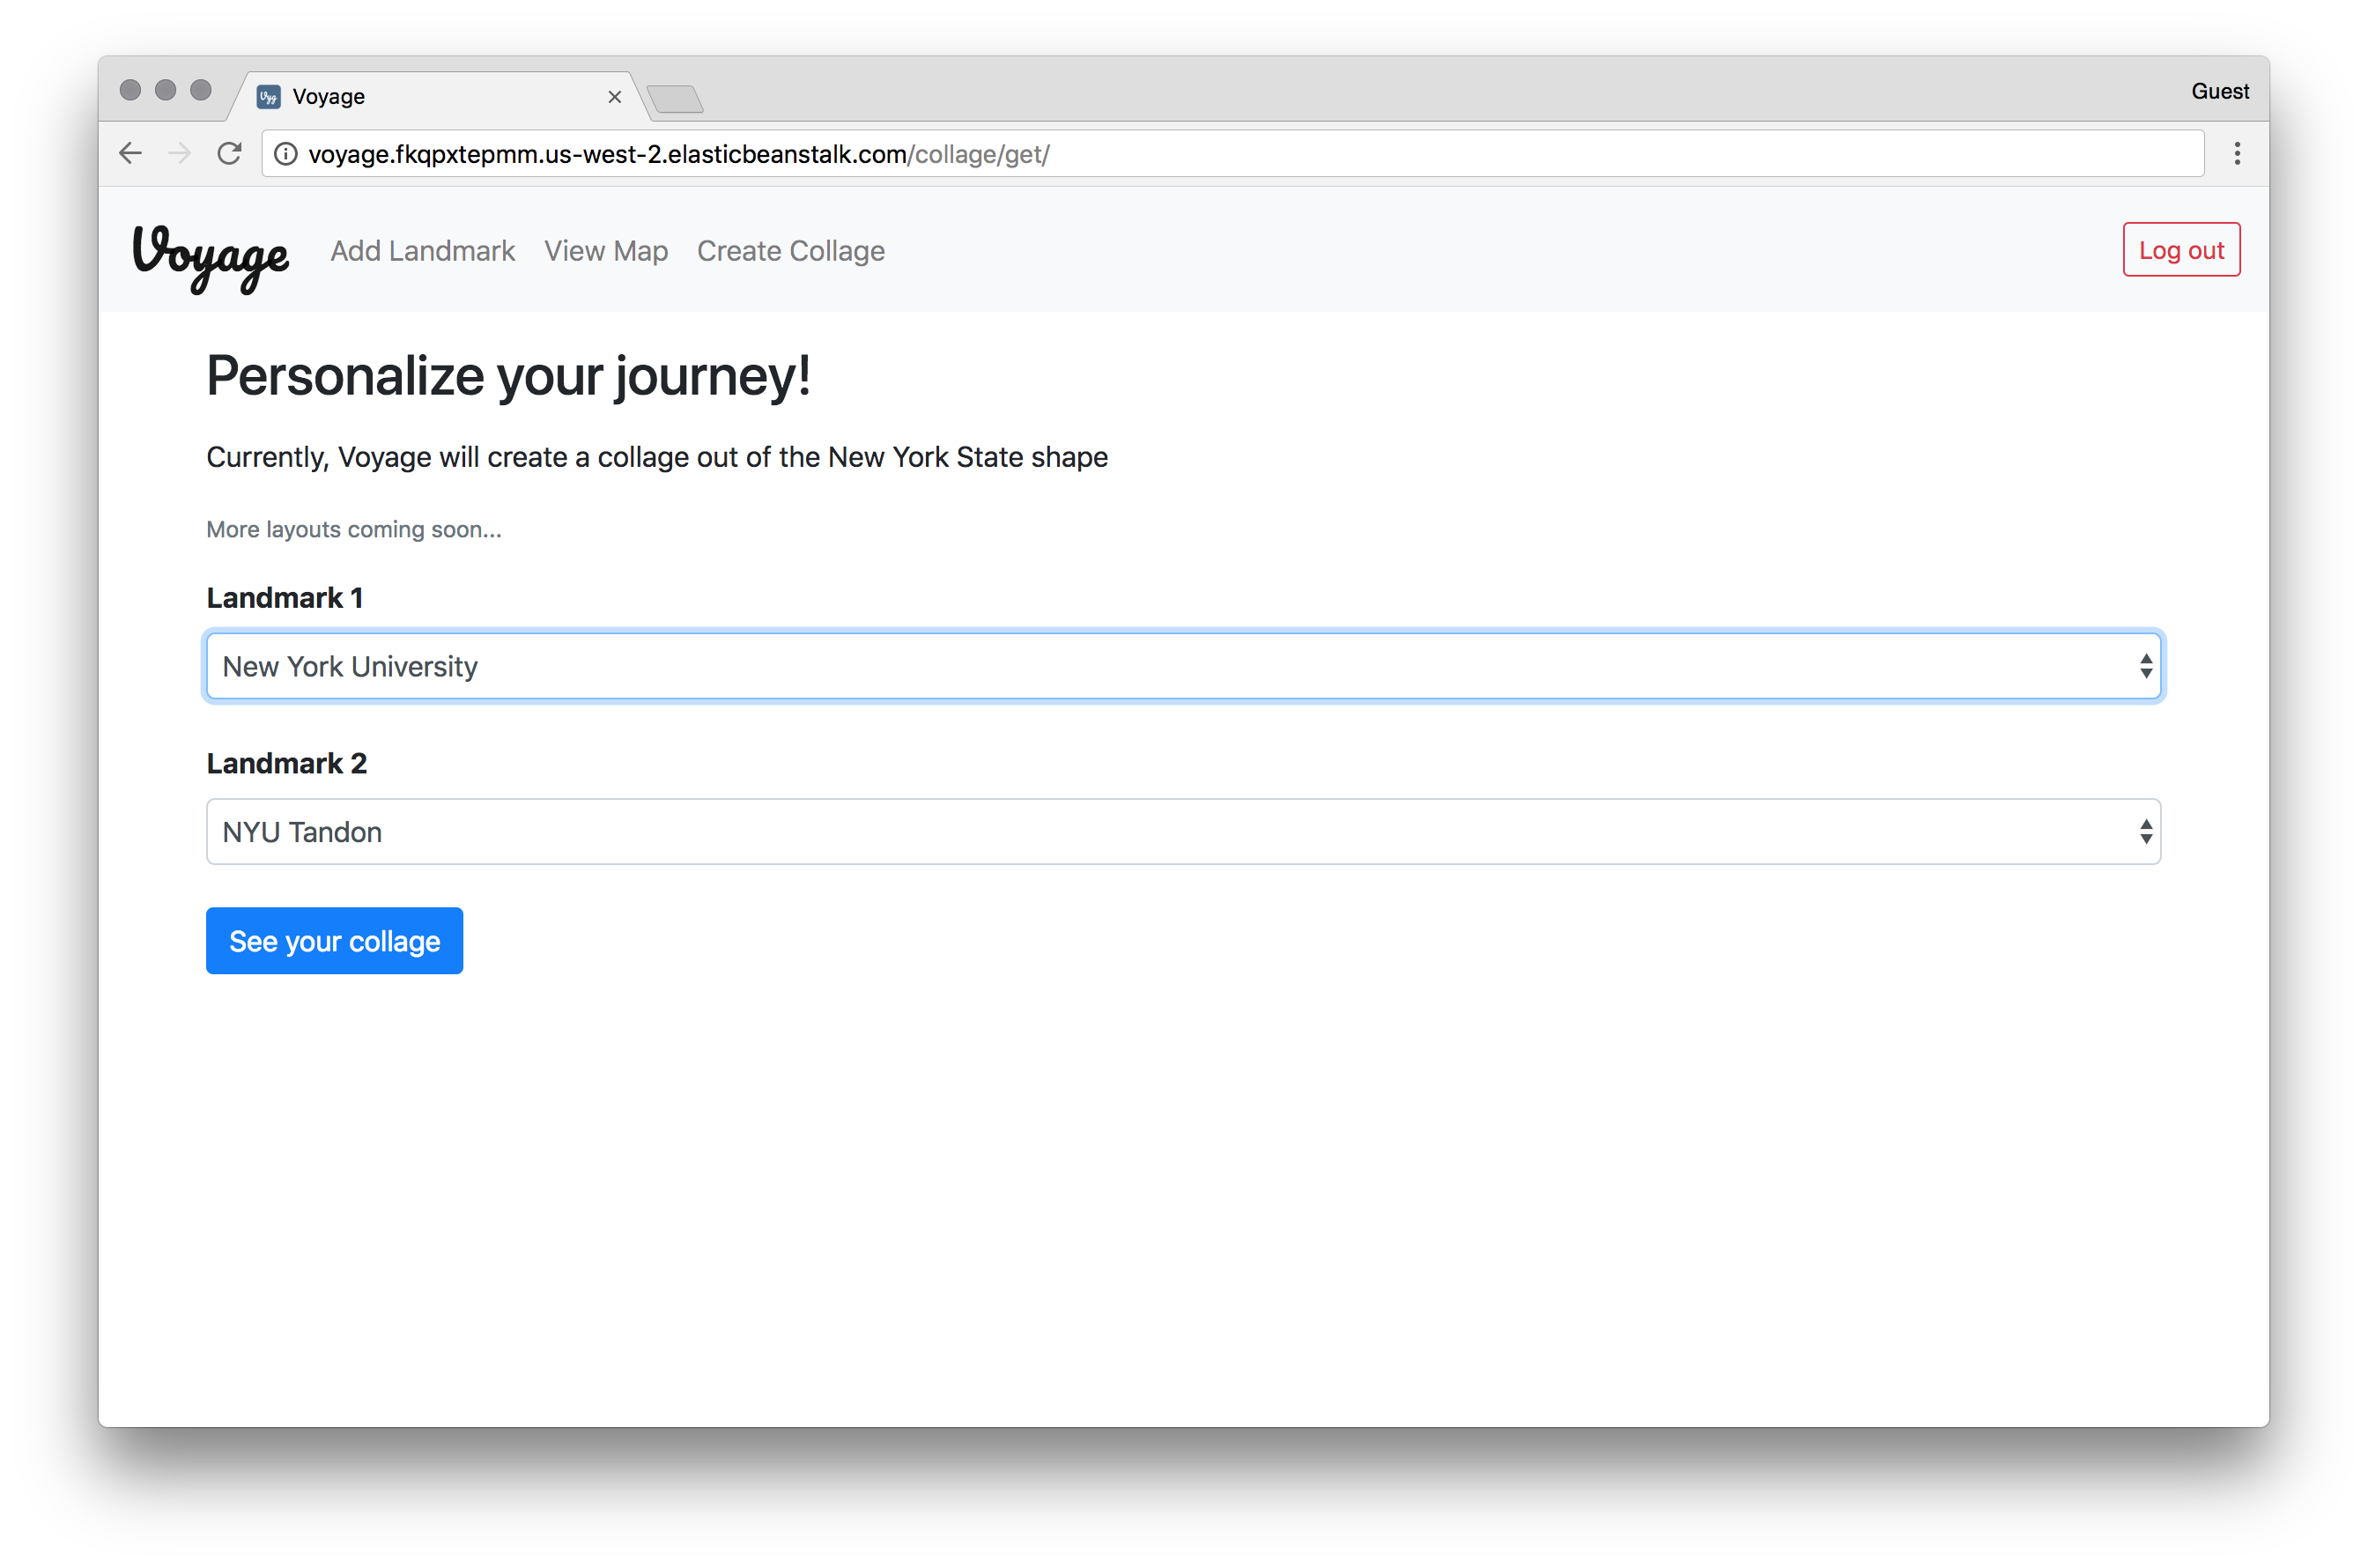 Vyg Voyage
Guest
voyage.fkqpxtepmm.us-west-2.elasticbeanstalk.com/collage/get/
Voyage Add Landmark View Map Create Collage Log out
Personalize your journey!
Currently, Voyage will create a collage out of the New York State shape
More layouts coming soon...
Landmark 1
New York University
Landmark 2
NYU Tandon
See your collage